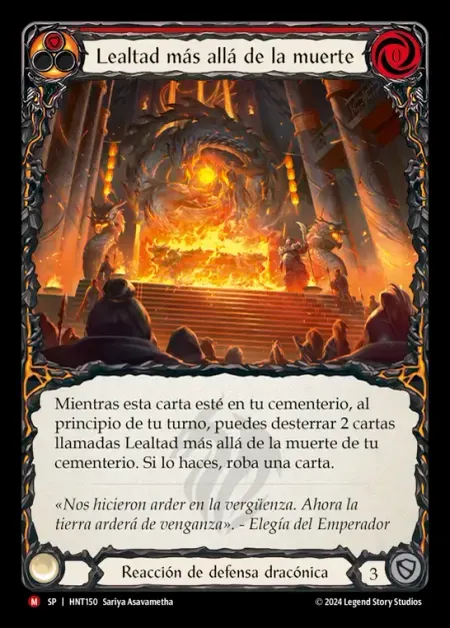 Lealtad más allá de la muerte
0
Mientras esta carta esté en tu cementerio, al
principio de tu turno, puedes desterrar 2 cartas
llamadas Lealtad más allá de la muerte de tu
cementerio. Si lo haces, roba una carta.
«Nos hicieron arder en la vergüenza. Ahora la
tierra arderá de venganza». - Elegía del Emperador
Reacción de defensa dracónica
3
M SP | HNT150 Sariya Asavametha
© 2024 Legend Story Studios